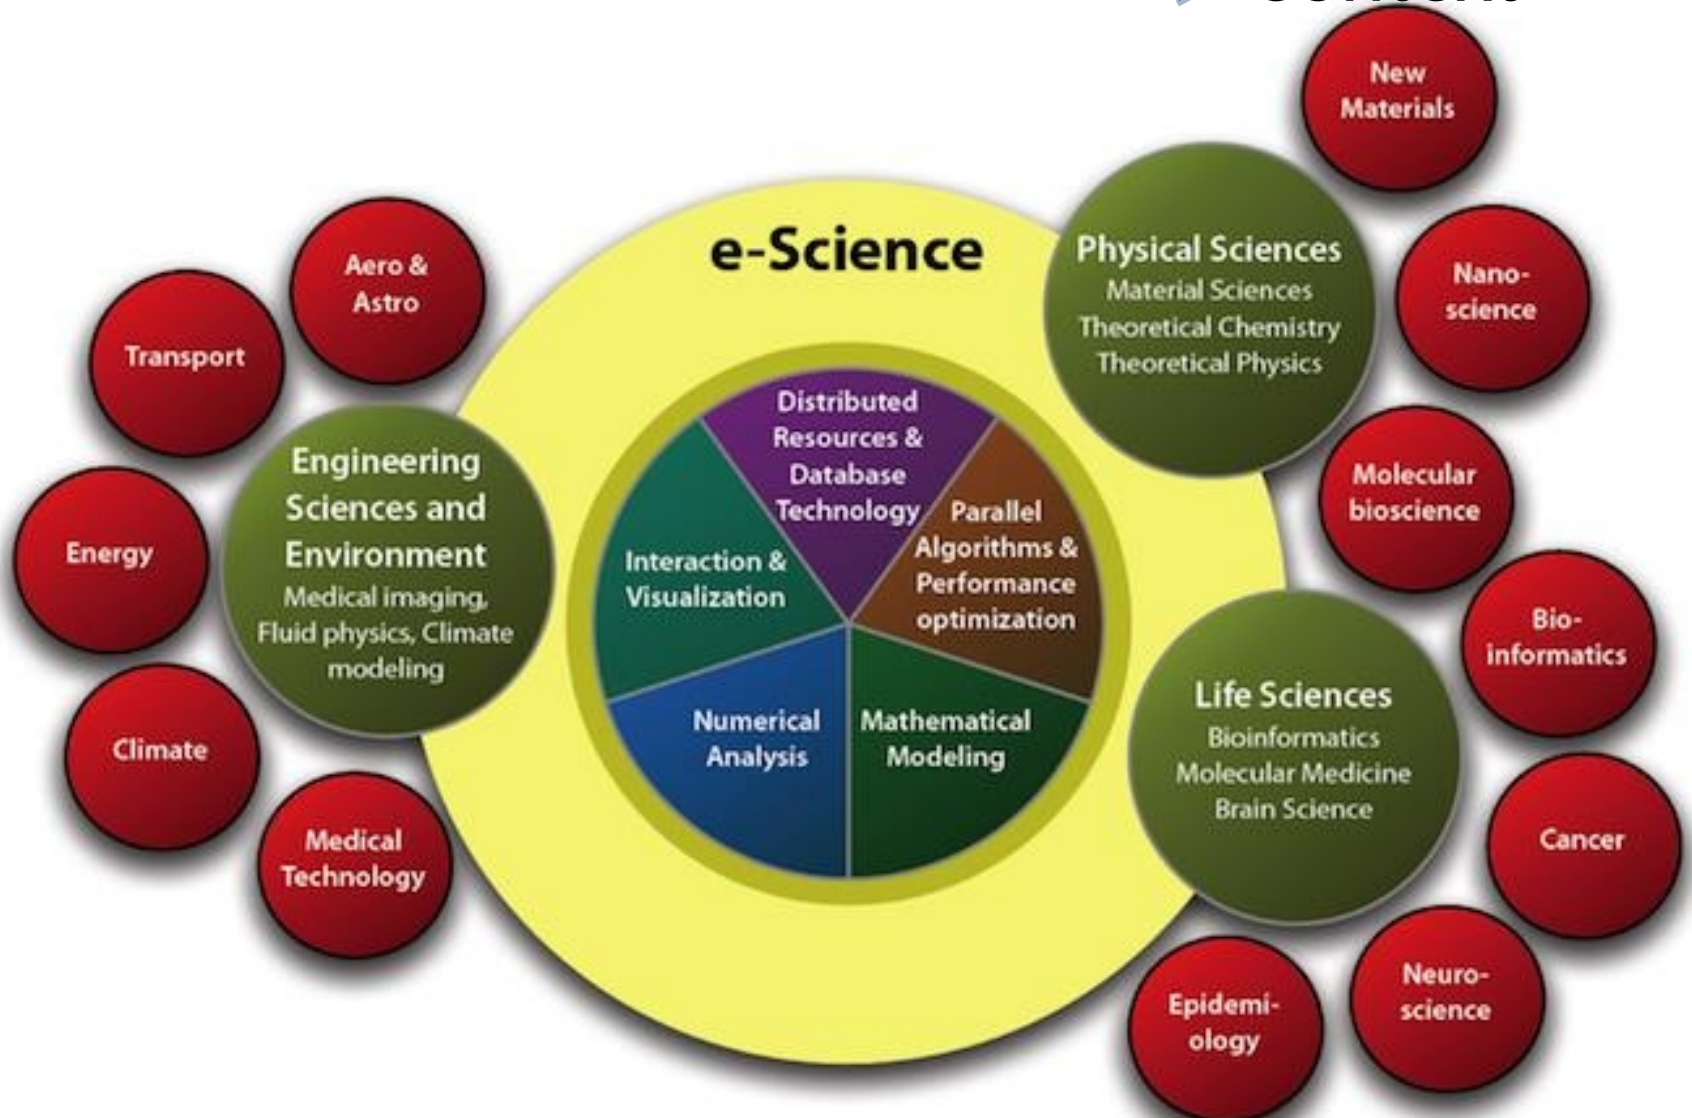 e-Science
Distributed
Resources &
Database
Technology
Parallel
Algorithms &
Performance
optimization
Mathematical
Modeling
Numerical
Analysis
Interaction &
Visualization
Engineering
Sciences and
Environment
Medical imaging,
Fluid physics, Climate
modeling
Aero &
Astro
Transport
Energy
Climate
Medical
Technology
Physical Sciences
Material Sciences
Theoretical Chemistry
Theoretical Physics
New
Materials
Nano-
science
Molecular
bioscience
Life Sciences
Bioinformatics
Molecular Medicine
Brain Science
Bio-
informatics
Cancer
Neuro-
science
Epidemi-
ology